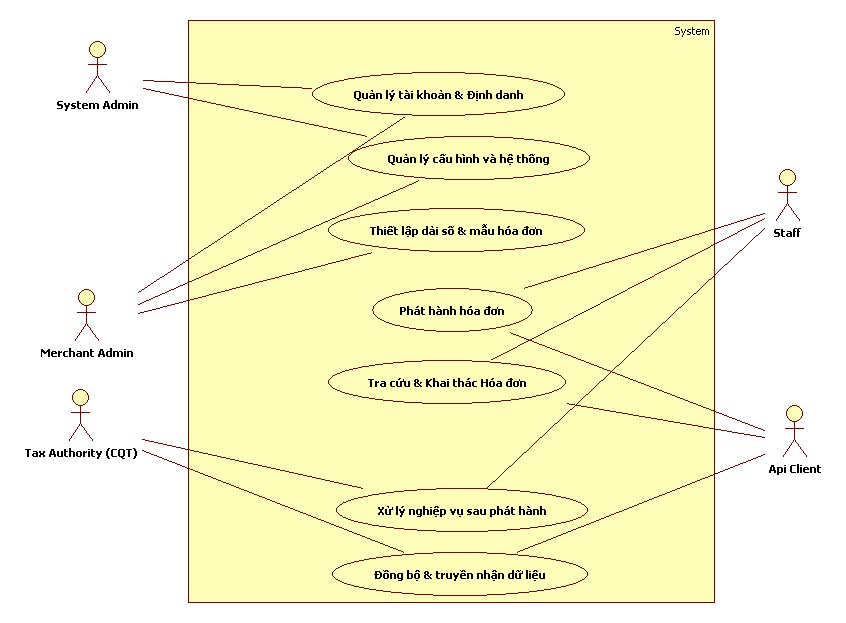 System
System Admin
Quản lý tài khoản & Định danh
Quản lý cấu hình và hệ thống
Thiết lập dải số & mẫu hóa đơn
Staff
Phát hành hóa đơn
Merchant Admin
Tra cứu & Khai thác Hóa đơn
Tax Authority (CQT)
Api Client
Xử lý nghiệp vụ sau phát hành
Đồng bộ & truyền nhận dữ liệu